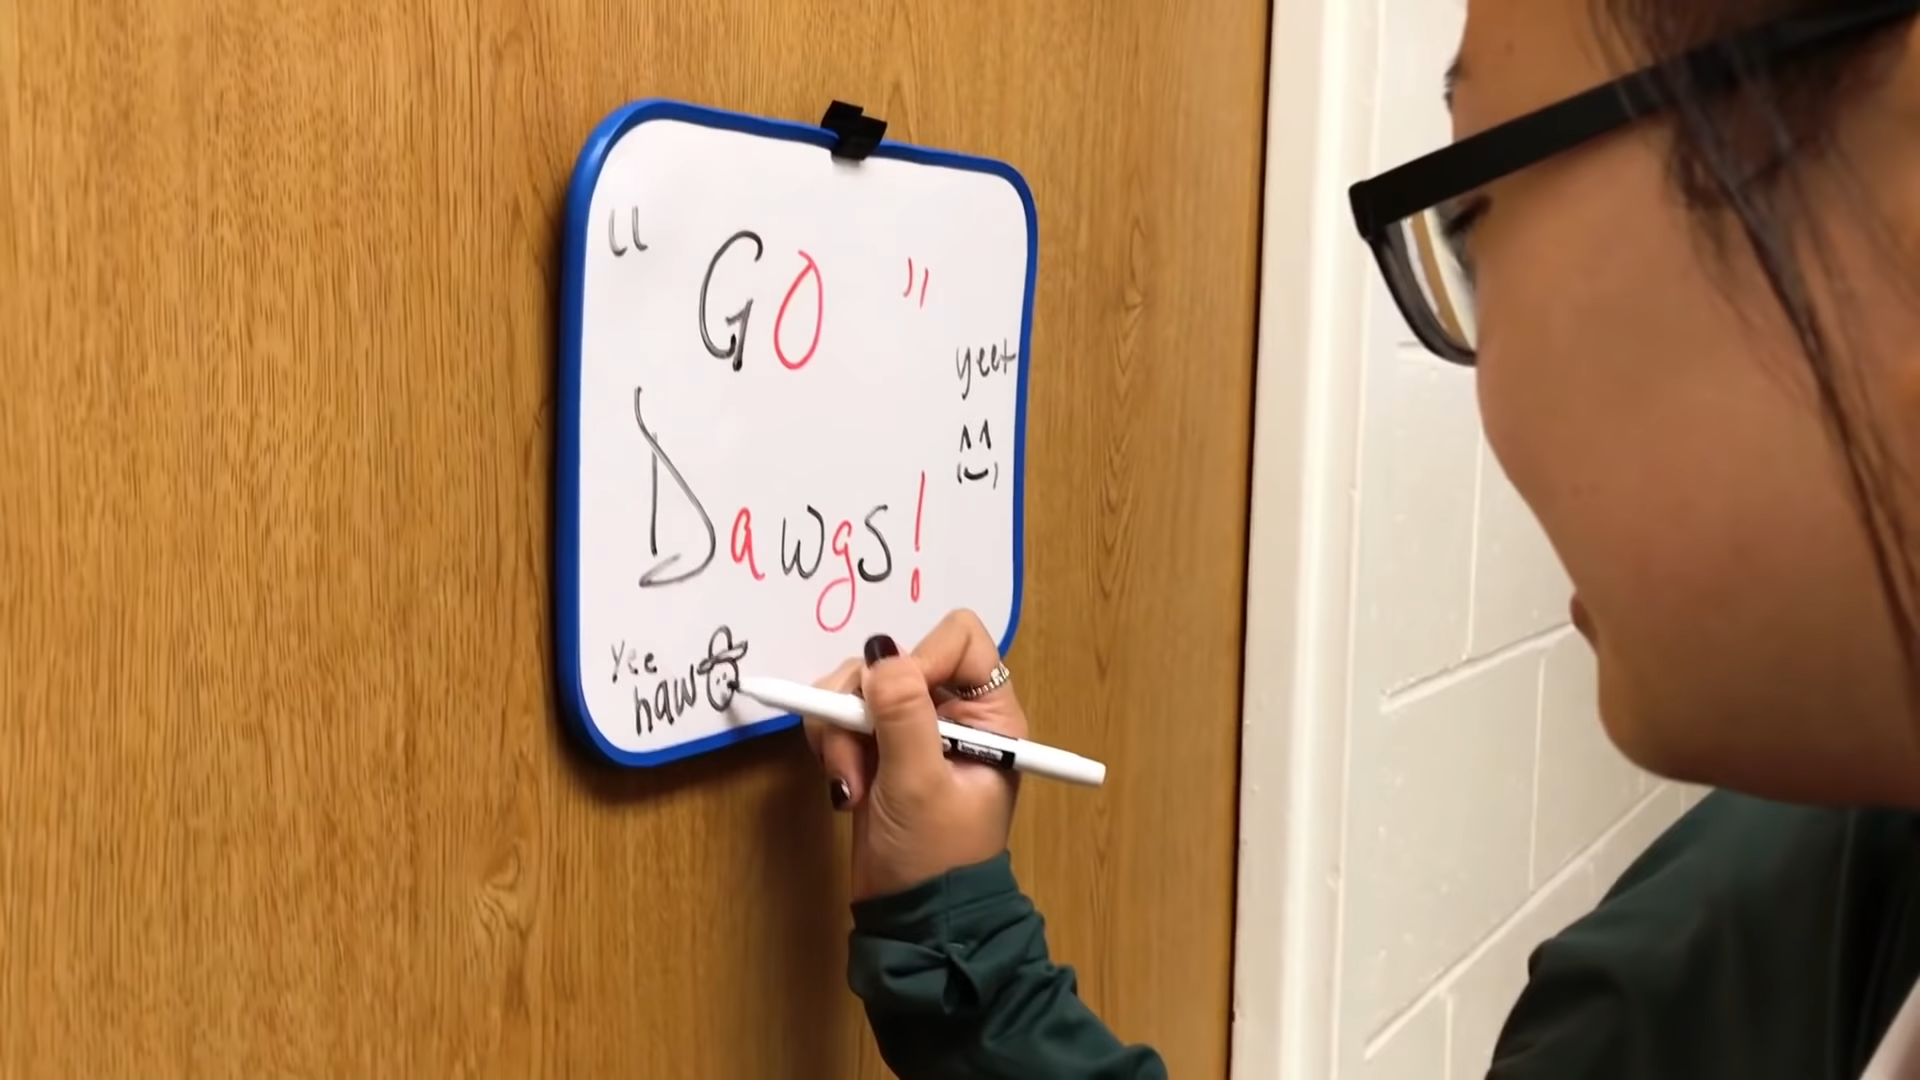 “ GO ”
yeet
Dawgs!
yee
haw